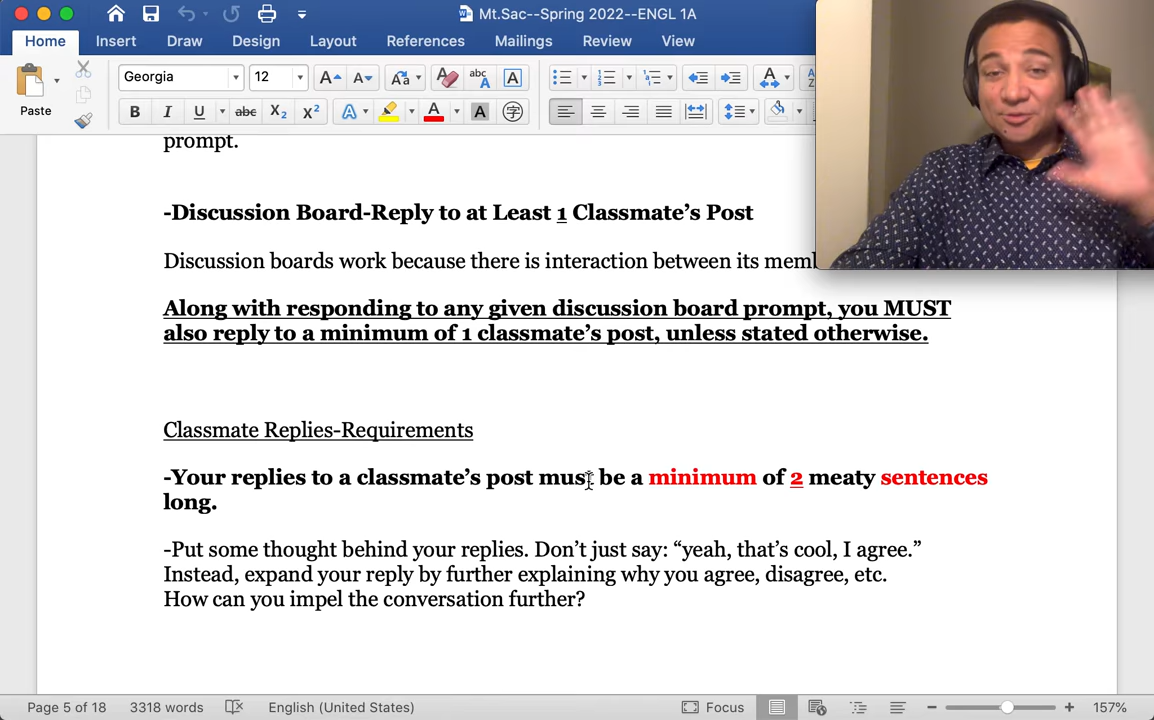 Mt.Sac--Spring 2022--ENGL 1A
Home Insert Draw Design Layout References Mailings Review View
Paste Georgia 12
Page 5 of 18 3318 words English (United States) Focus 157%
prompt.
-Discussion Board-Reply to at Least 1 Classmate’s Post
Discussion boards work because there is interaction between its
Along with responding to any given discussion board prompt, you MUST
also reply to a minimum of 1 classmate’s post, unless stated otherwise.
Classmate Replies-Requirements
-Your replies to a classmate’s post must be a minimum of 2 meaty sentences
long.
-Put some thought behind your replies. Don’t just say: “yeah, that’s cool, I agree.”
Instead, expand your reply by further explaining why you agree, disagree, etc.
How can you impel the conversation further?